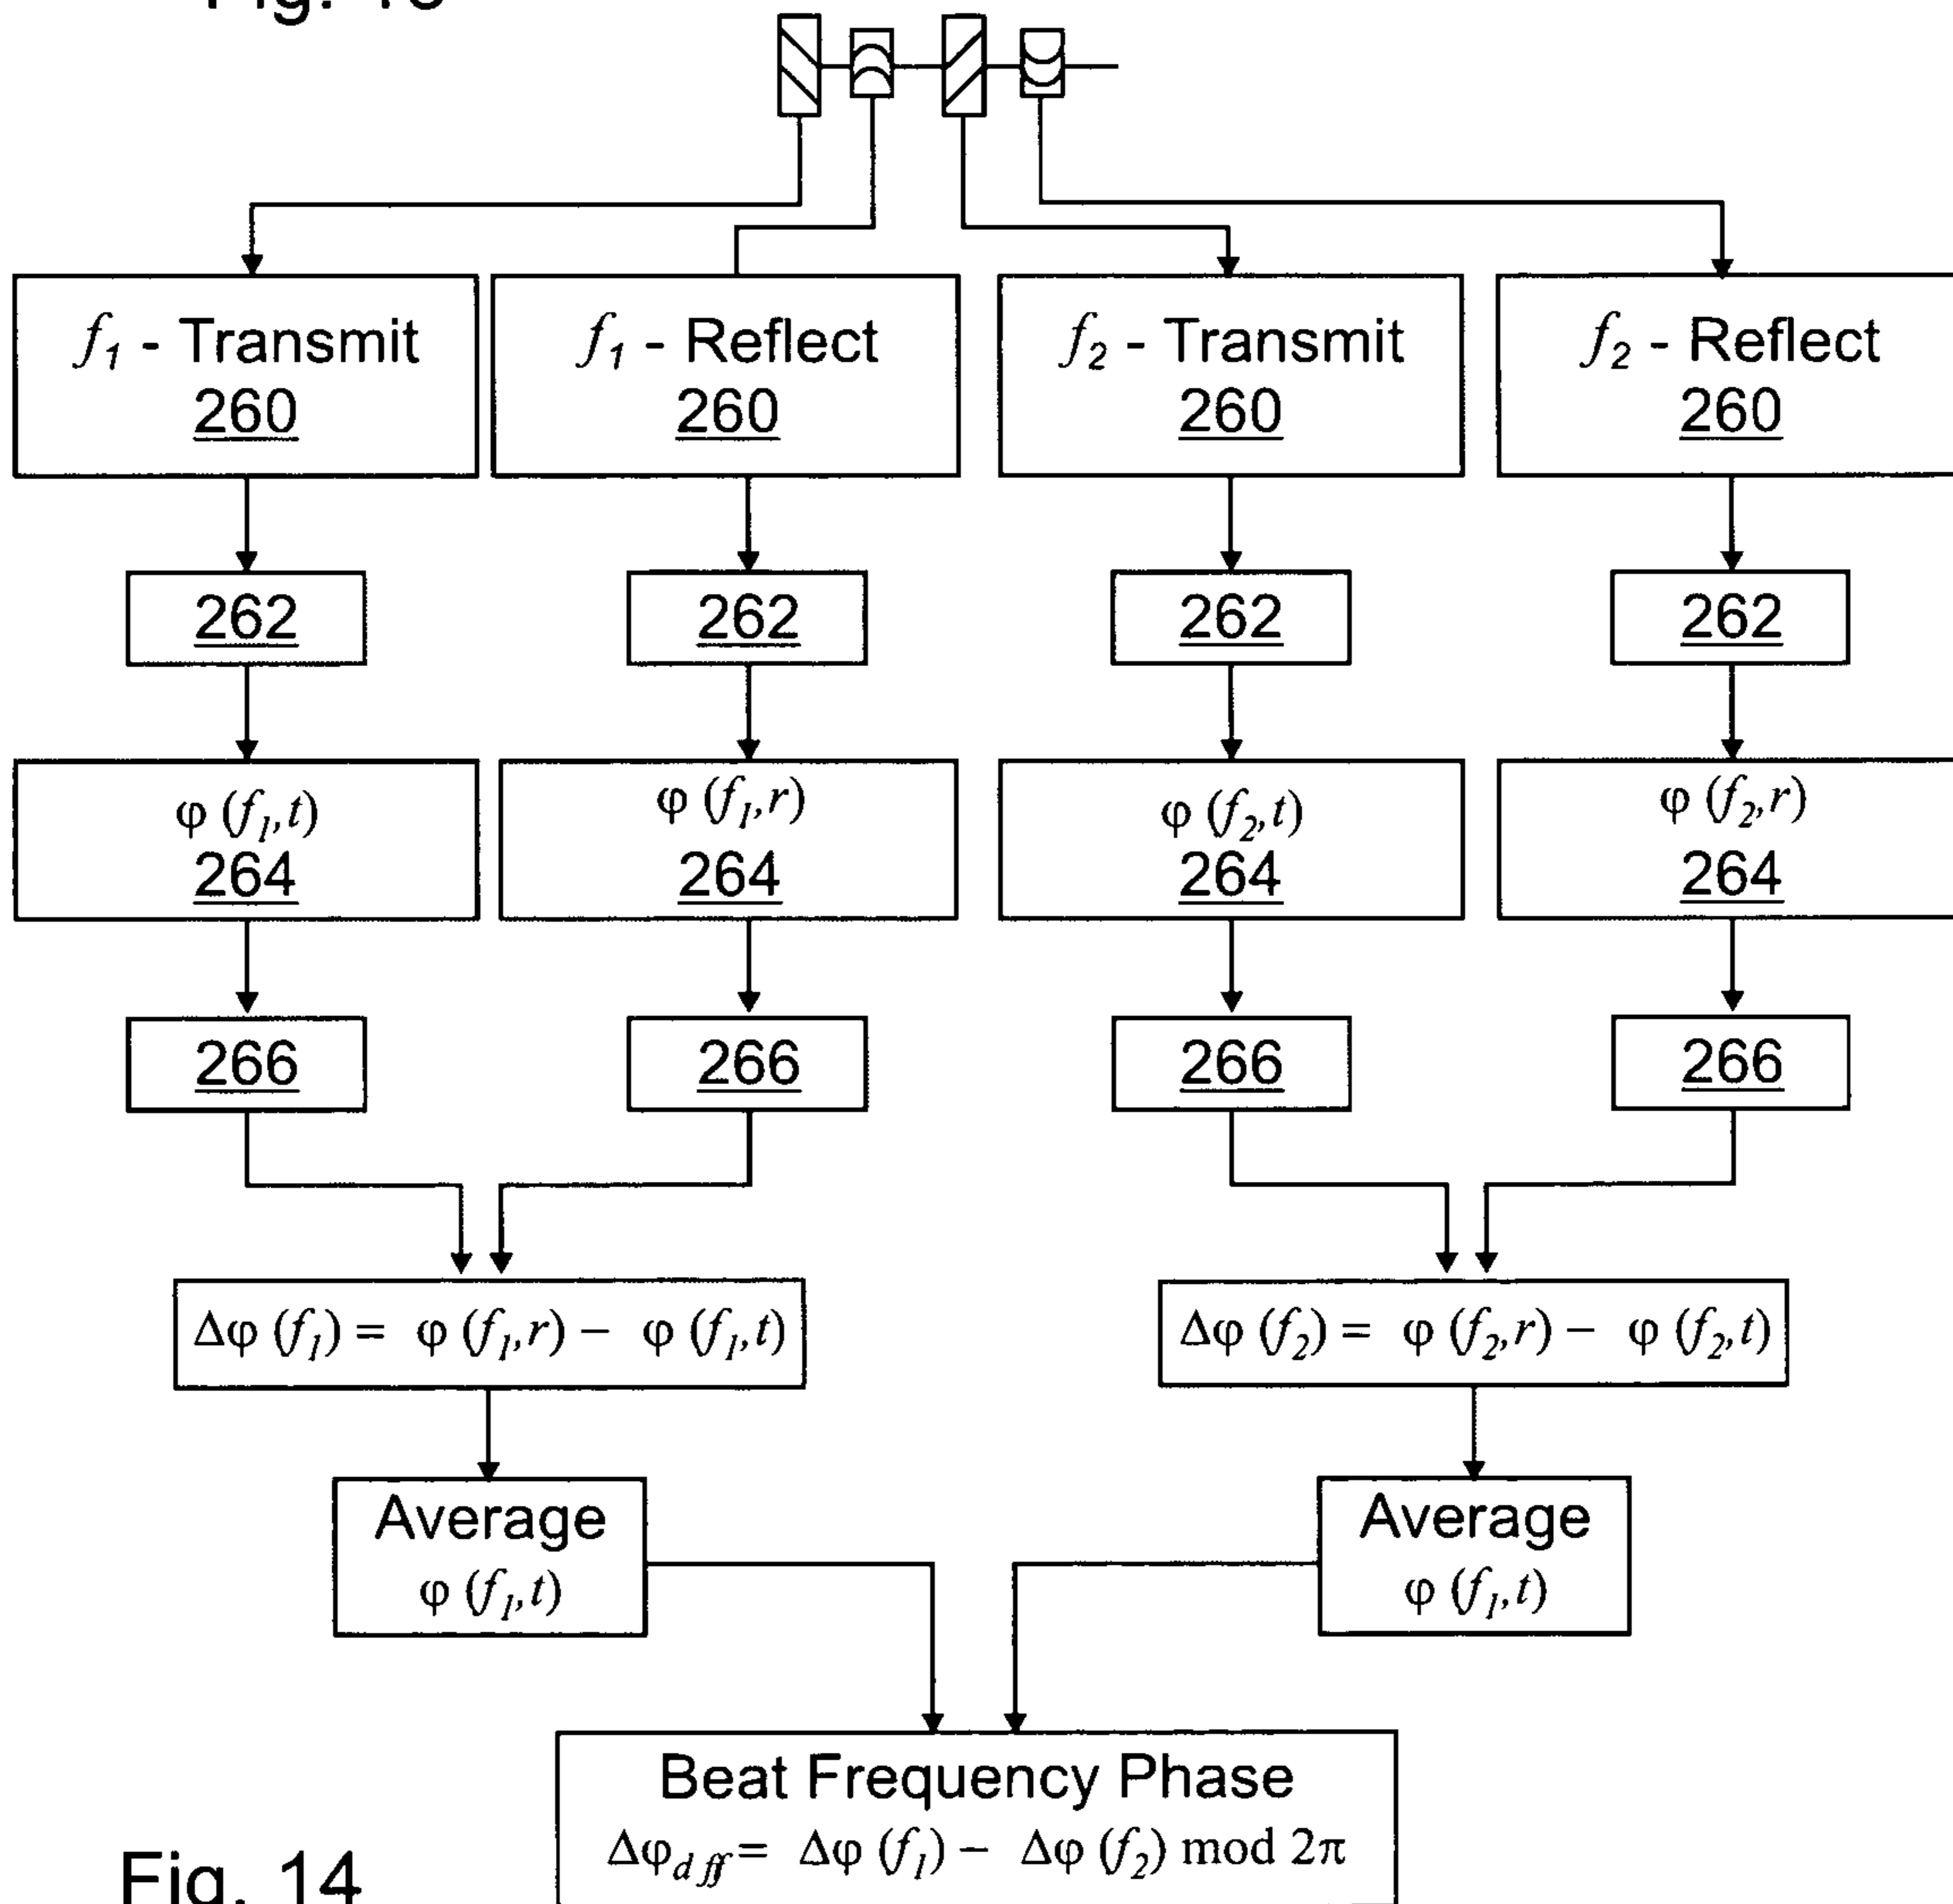 f1 - Transmit
260
f1 - Reflect
260
f2 - Transmit
260
f2 - Reflect
260
262
262
262
262
φ (f1,t)
264
φ (f1,r)
264
φ (f2,t)
264
φ (f2,r)
264
266
266
266
266
Δφ (f1) = φ (f1,r) – φ (f1,t)
Δφ (f2) = φ (f2,r) – φ (f2,t)
Average
φ (f1,t)
Average
φ (f1,t)
Beat Frequency Phase
Δφd ff = Δφ (f1) – Δφ (f2) mod 2π
Fig. 14